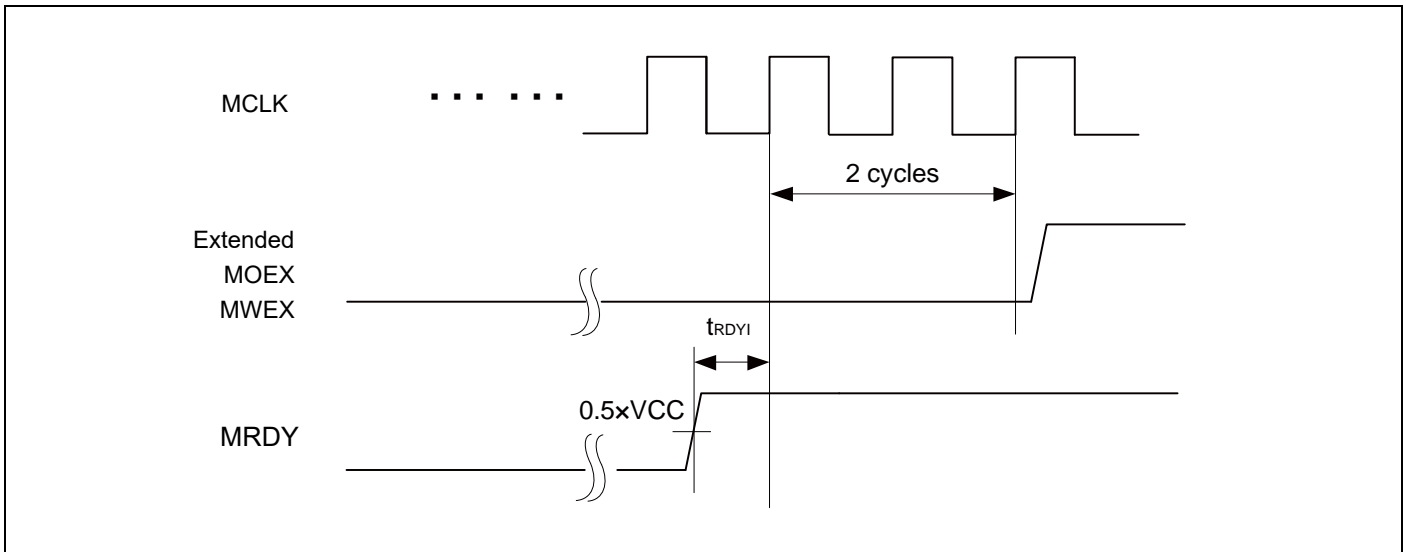 MCLK
2 cycles
Extended
MOEX
MWEX
tRDYI
0.5×VCC
MRDY